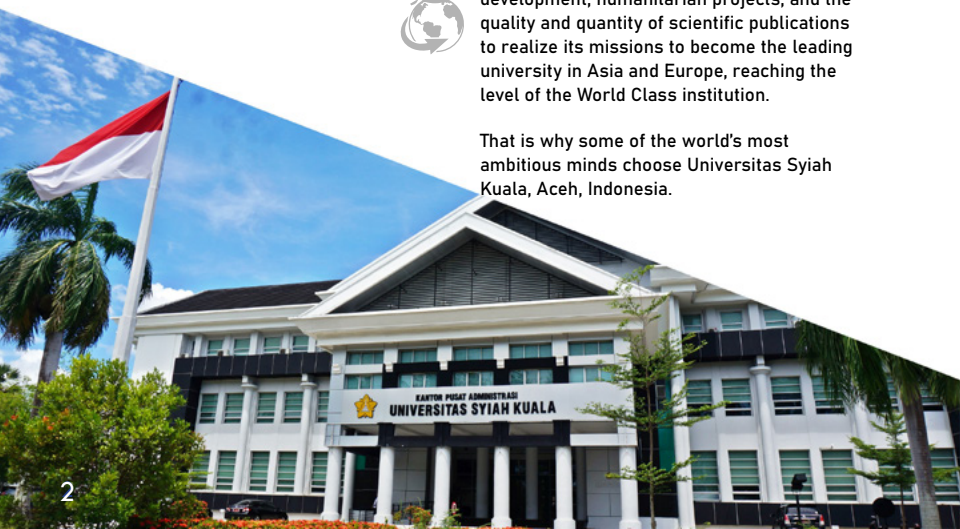 development, humanitarian projects, and the
quality and quantity of scientific publications
to realize its missions to become the leading
university in Asia and Europe, reaching the
level of the World Class institution.
That is why some of the world's most
ambitious minds choose Universitas Syiah
Kuala, Aceh, Indonesia.
KANTOR PUSAT ADMINISTRASI
UNIVERSITAS SYIAH KUALA
2